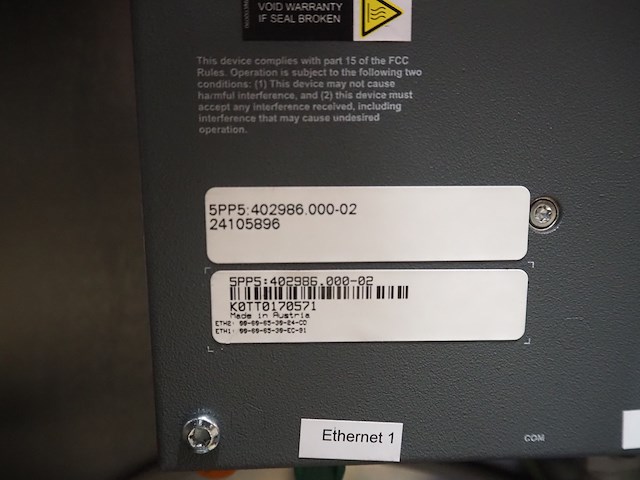 VOID WARRANTY
IF SEAL BROKEN
This device complies with part 15 of the FCC
Rules. Operation is subject to the following two
conditions: (1) This device may not cause
harmful interference, and (2) this device must
accept any interference received, including
interference that may cause undesired
operation.
5PP5:402986.000-02
24105896
5PP5:402986.000-02
K0TT0170571
Made in Austria
ETH2:
ETH1:
Ethernet 1
COM